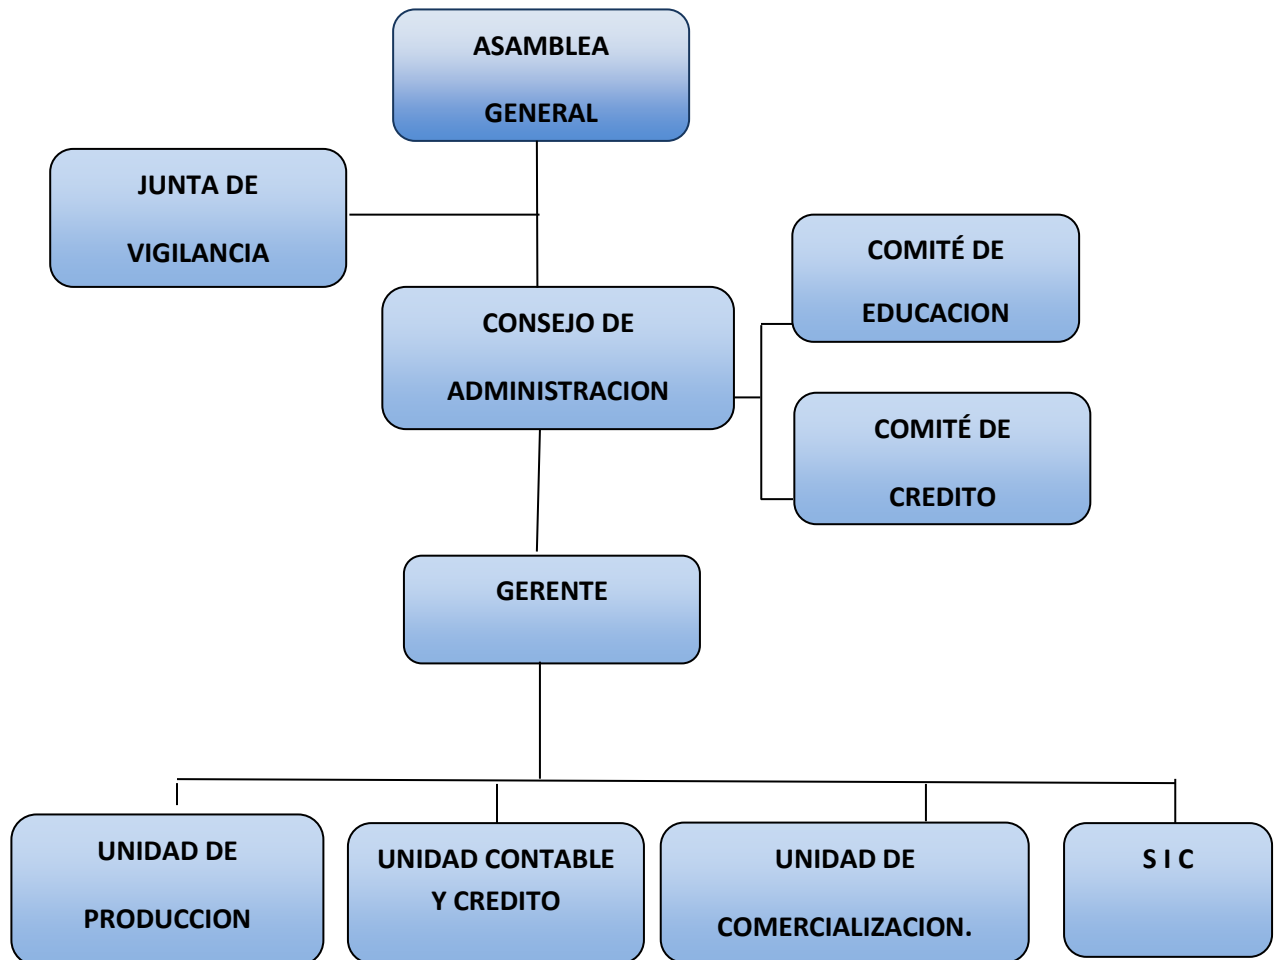 ASAMBLEA
GENERAL
JUNTA DE
VIGILANCIA
CONSEJO DE
ADMINISTRACION
COMITÉ DE
EDUCACION
COMITÉ DE
CREDITO
GERENTE
UNIDAD DE
PRODUCCION
UNIDAD CONTABLE
Y CREDITO
UNIDAD DE
COMERCIALIZACION.
S I C